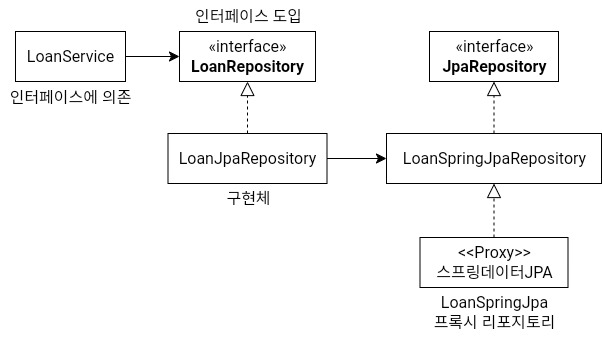 인터페이스 도입
LoanService
«interface»
LoanRepository
«interface»
JpaRepository
인터페이스에 의존
LoanJpaRepository
LoanSpringJpaRepository
구현체
<<Proxy>>
스프링데이터JPA
LoanSpringJpa
프록시 리포지토리